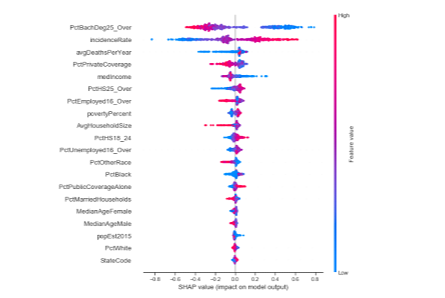 High
PctBachDeg25_Over
incidenceRate
avgDeathsPerYear
PctPrivateCoverage
medIncome
PctHS25_Over
PctEmployed16_Over
povertyPercent
AvgHouseholdSize
PctHS18_24
PctUnemployed16_Over
PctOtherRace
PctBlack
PctPublicCoverageAlone
PctMarriedHouseholds
MedianAgeFemale
MedianAgeMale
popEst2015
PctWhite
StateCode
Feature value
Low
-0.8 -0.6 -0.4 -0.2 0.0 0.2 0.4 0.6 0.8
SHAP value (impact on model output)